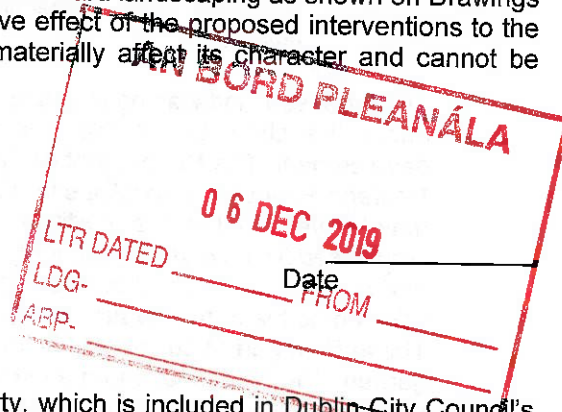 and landscaping as shown on Drawings
ve effect of the proposed interventions to the
materially affect its character and cannot be
AN BORD PLEANÁLA
06 DEC 2019
LTR DATED FROM
LDG-
ABP-
Date
ty, which is included in Dublin City Council's